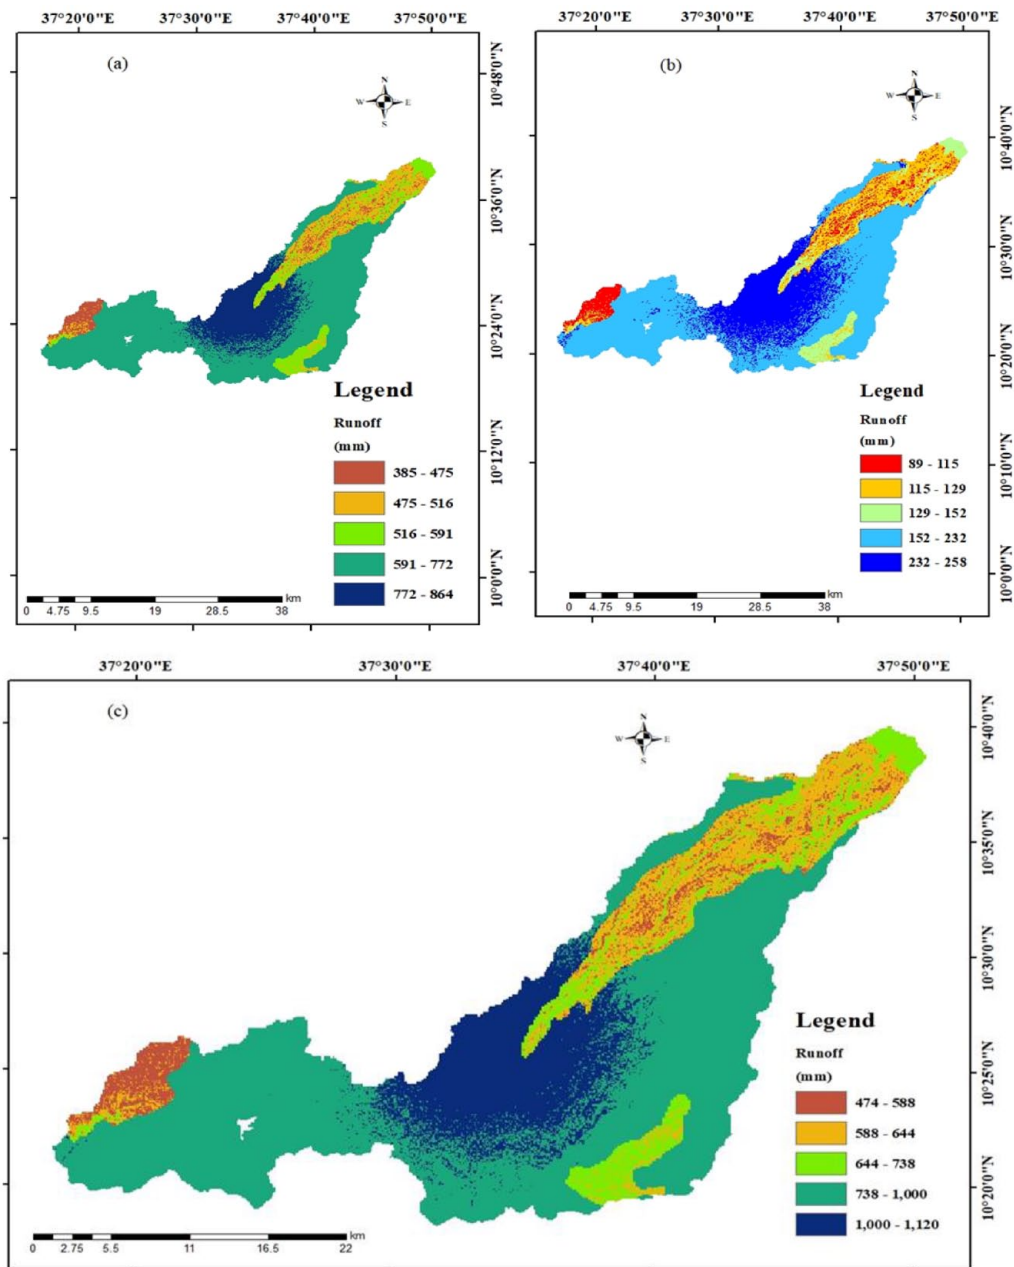 37°20'0"E 37°30'0"E 37°40'0"E 37°50'0"E
(a)
N
W E
S
10°48'0"N
10°36'0"N
10°24'0"N
10°12'0"N
10°0'0"N
Legend
Runoff
(mm)
385 - 475
475 - 516
516 - 591
591 - 772
772 - 864
km
0 4.75 9.5 19 28.5 38
37°20'0"E 37°30'0"E 37°40'0"E 37°50'0"E
(b)
N
W E
S
10°40'0"N
10°30'0"N
10°20'0"N
10°10'0"N
10°0'0"N
Legend
Runoff
(mm)
89 - 115
115 - 129
129 - 152
152 - 232
232 - 258
km
0 4.75 9.5 19 28.5 38
37°20'0"E 37°30'0"E 37°40'0"E 37°50'0"E
(c)
N
W E
S
10°40'0"N
10°35'0"N
10°30'0"N
10°25'0"N
10°20'0"N
Legend
Runoff
(mm)
474 - 588
588 - 644
644 - 738
738 - 1,000
1,000 - 1,120
km
0 2.75 5.5 11 16.5 22